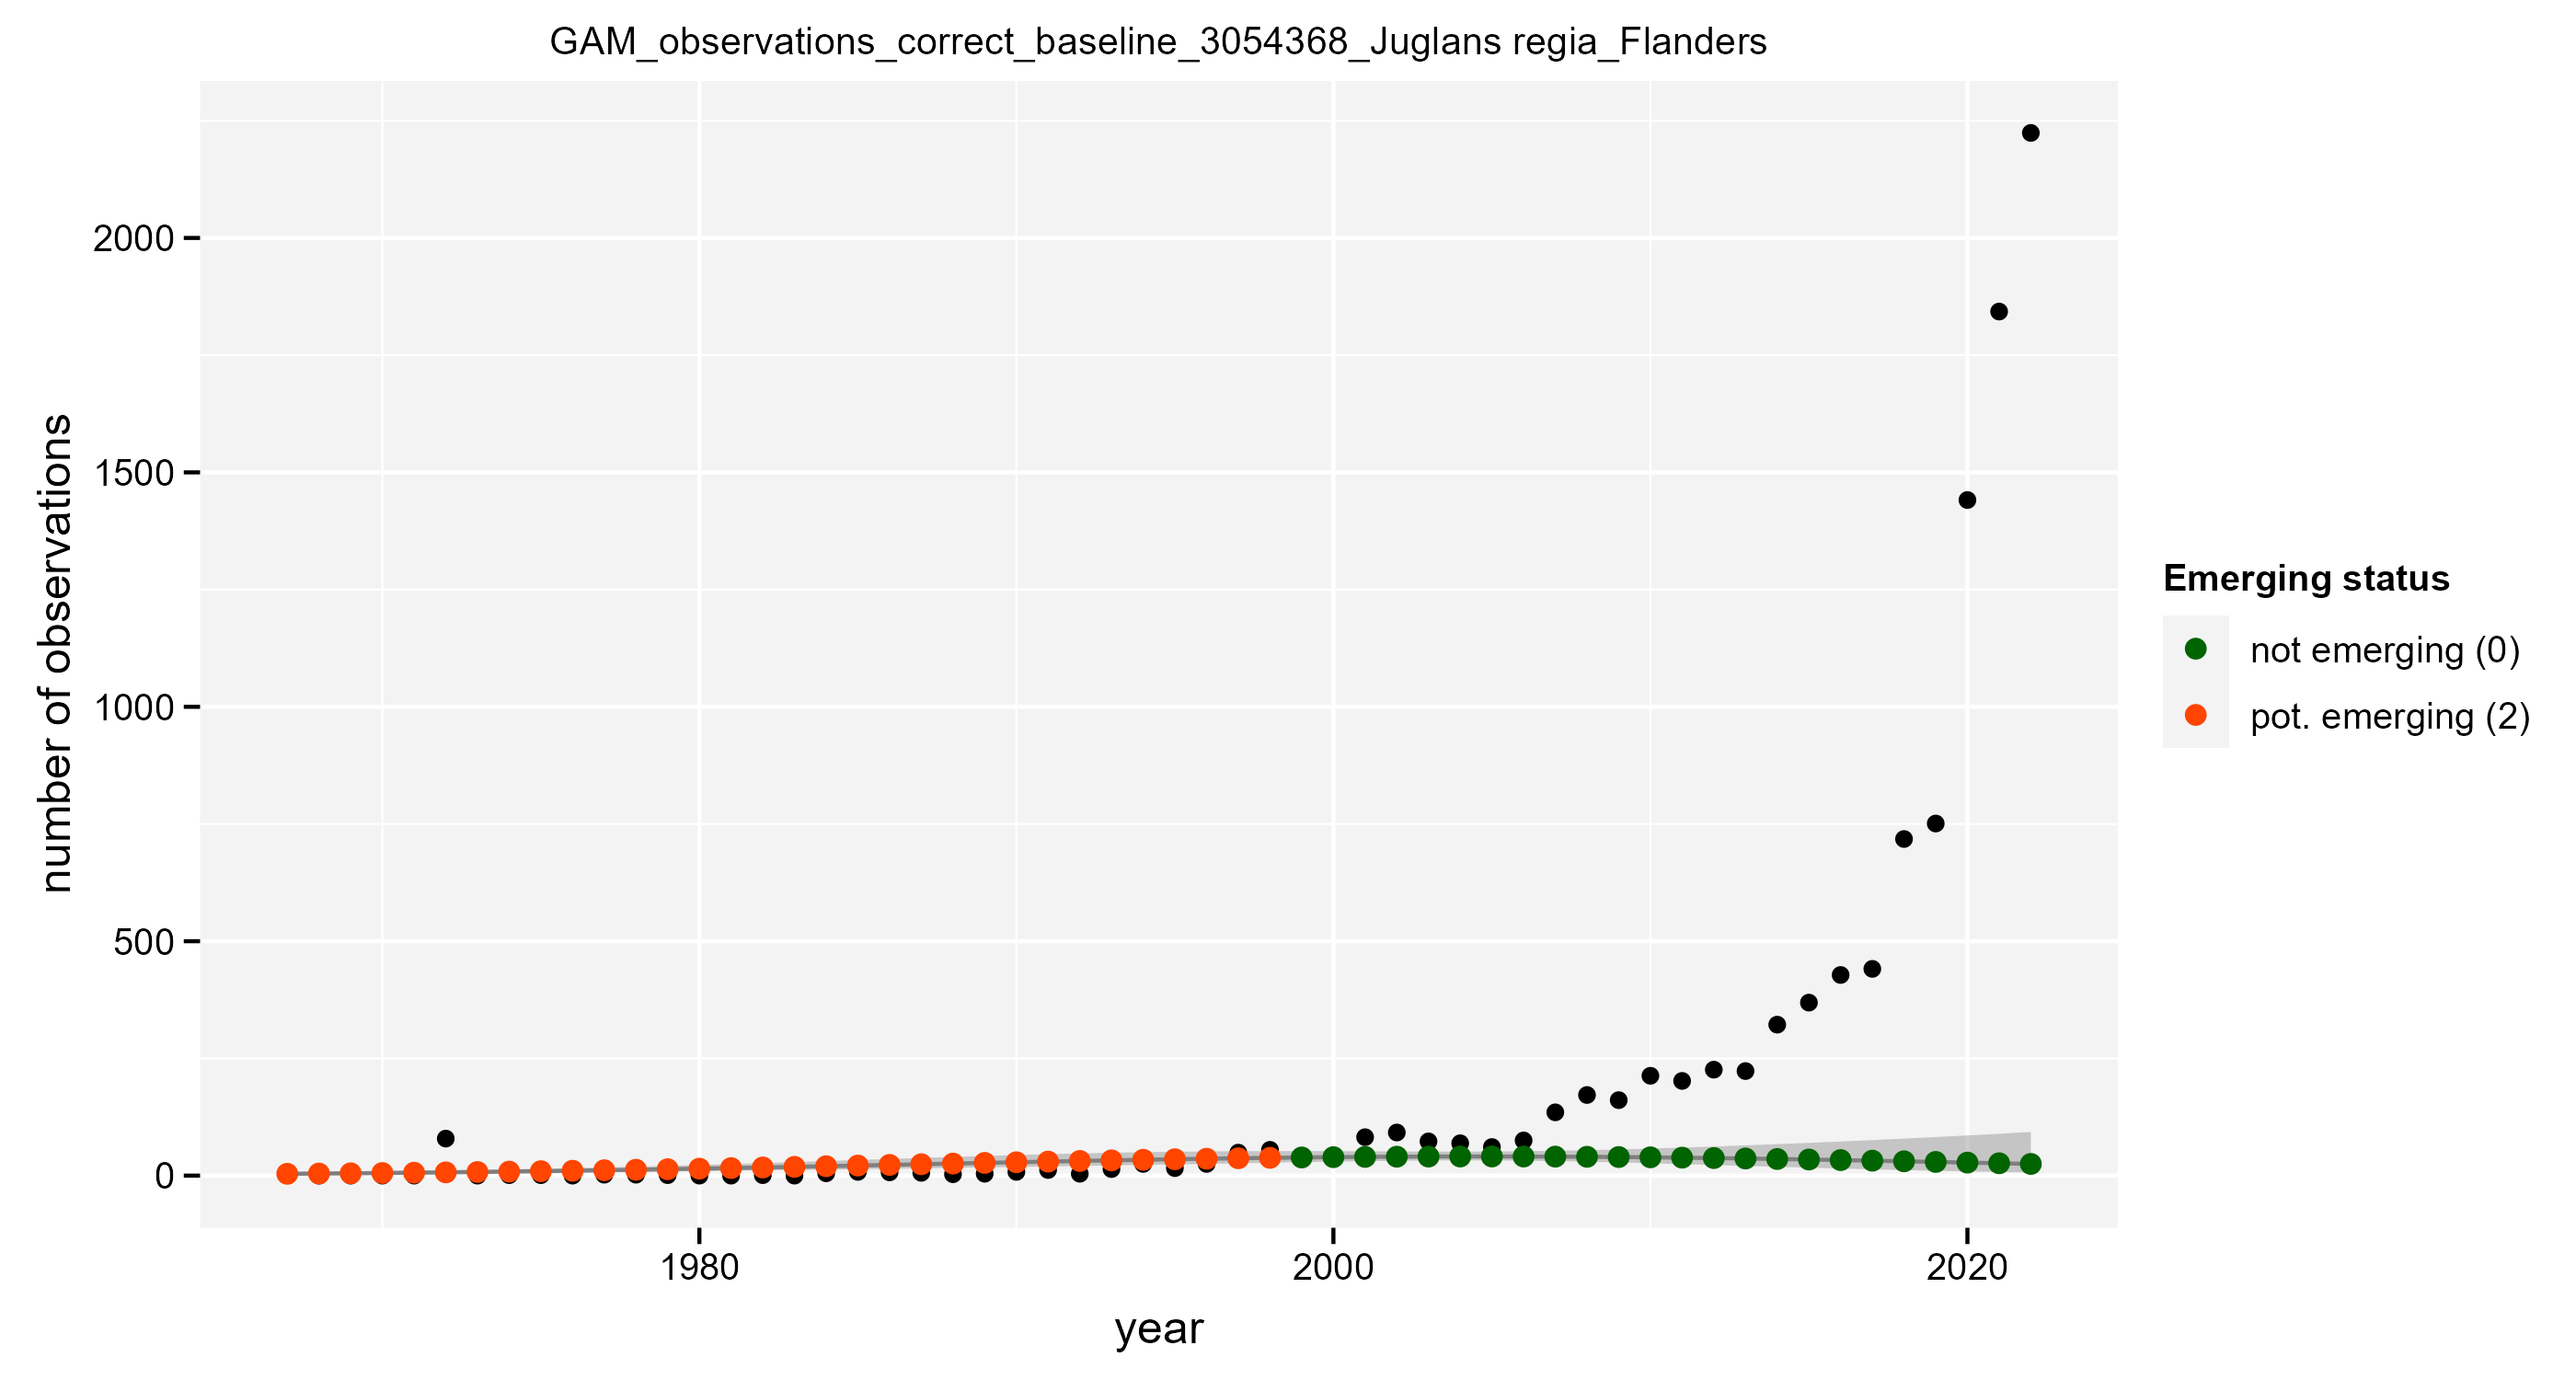 GAM_observations_correct_baseline_3054368_Juglans regia_Flanders
number of observations
2000
1500
1000
500
0
1980
2000
2020
year
Emerging status
not emerging (0)
pot. emerging (2)